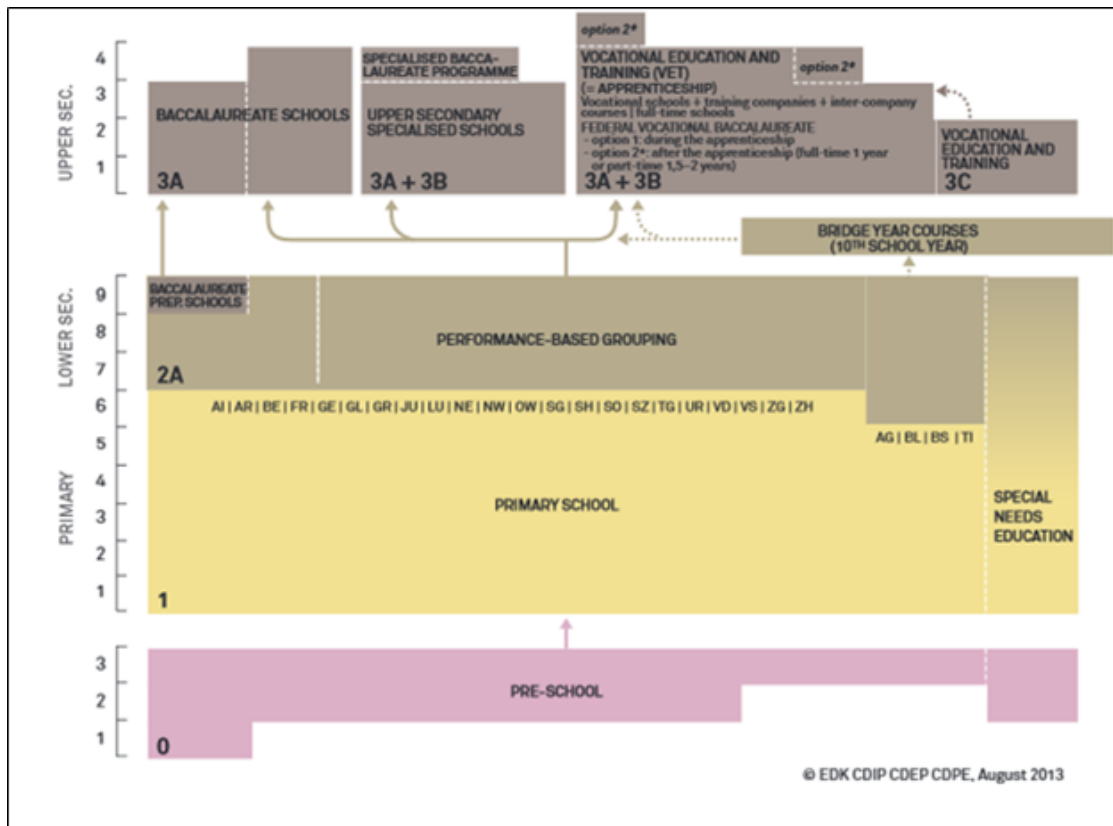 option 2*
4
3
2
1
UPPER SEC.
BACCALAUREATE SCHOOLS
3A
SPECIALISED BACCA-
LAUREATE PROGRAMME
UPPER SECONDARY
SPECIALISED SCHOOLS
3A + 3B
VOCATIONAL EDUCATION AND
TRAINING (VET)
(= APPRENTICESHIP)
option 2*
Vocational schools + training companies + inter-company
courses | full-time schools
FEDERAL VOCATIONAL BACCALAUREATE
- option 1: during the apprenticeship
- option 2*: after the apprenticeship (full-time 1 year
or part-time 1,5–2 years)
3A + 3B
VOCATIONAL
EDUCATION AND
TRAINING
3C
BRIDGE YEAR COURSES
(10TH SCHOOL YEAR)
9
8
7
LOWER SEC.
BACCALAUREATE
PREP. SCHOOLS
PERFORMANCE-BASED GROUPING
2A
6
5
4
3
2
1
PRIMARY
AI | AR | BE | FR | GE | GL | GR | JU | LU | NE | NW | OW | SG | SH | SO | SZ | TG | UR | VD | VS | ZG | ZH
AG | BL | BS | TI
PRIMARY SCHOOL
SPECIAL
NEEDS
EDUCATION
1
3
2
1
PRE-SCHOOL
0
© EDK CDIP CDEP CDPE, August 2013